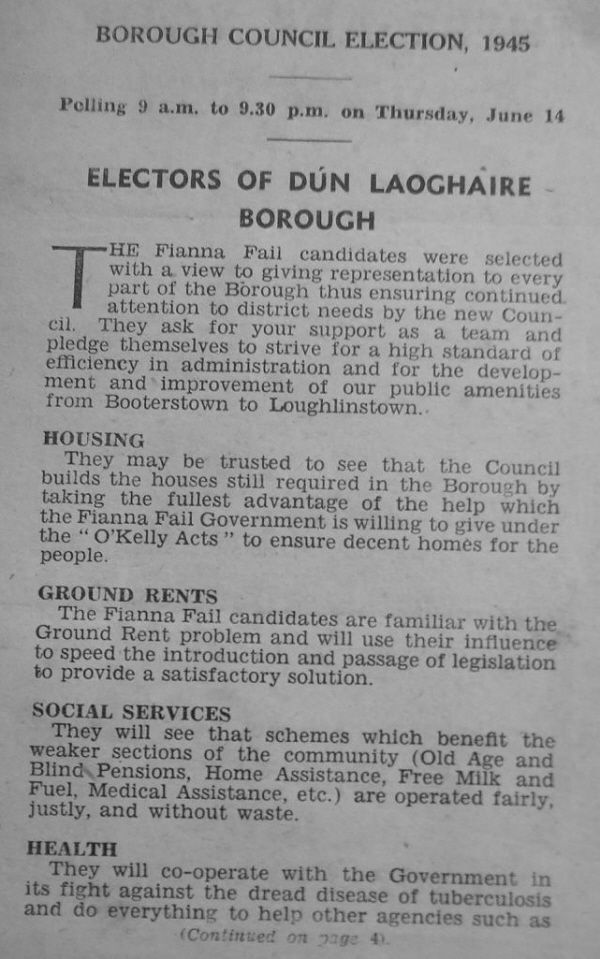 BOROUGH COUNCIL ELECTION, 1945
Polling 9 a.m. to 9.30 p.m. on Thursday, June 14
ELECTORS OF DÚN LAOGHAIRE
BOROUGH
THE Fianna Fail candidates were selected
with a view to giving representation to every
part of the Borough thus ensuring continued
attention to district needs by the new Coun-
cil. They ask for your support as a team and
pledge themselves to strive for a high standard of
efficiency in administration and for the develop-
ment and improvement of our public amenities
from Booterstown to Loughlinstown.
HOUSING
They may be trusted to see that the Council
builds the houses still required in the Borough by
taking the fullest advantage of the help which
the Fianna Fail Government is willing to give under
the "O'Kelly Acts" to ensure decent homes for the
people.
GROUND RENTS
The Fianna Fail candidates are familiar with the
Ground Rent problem and will use their influence
to speed the introduction and passage of legislation
to provide a satisfactory solution.
SOCIAL SERVICES
They will see that schemes which benefit the
weaker sections of the community (Old Age and
Blind Pensions, Home Assistance, Free Milk and
Fuel, Medical Assistance, etc.) are operated fairly,
justly, and without waste.
HEALTH
They will co-operate with the Government in
its fight against the dread disease of tuberculosis
and do everything to help other agencies such as
(Continued on page 4).